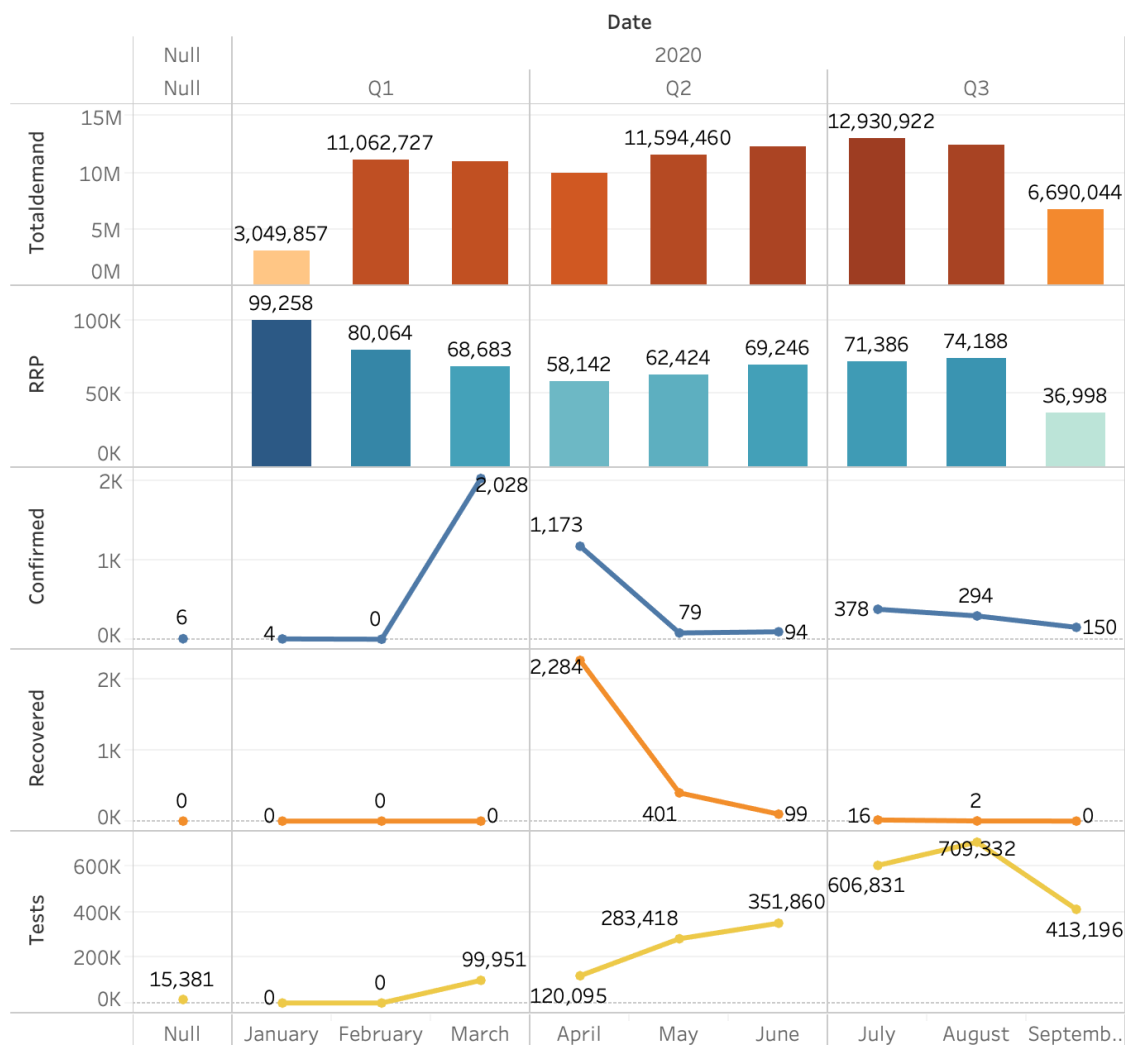 Date
Null 2020
Null Q1 Q2 Q3
Totaldemand
15M
10M
5M
0M
3,049,857
11,062,727
11,594,460
12,930,922
6,690,044
RRP
100K
50K
0K
99,258
80,064
68,683
58,142
62,424
69,246
71,386
74,188
36,998
Confirmed
2K
1K
0K
6
4
0
2,028
1,173
79
94
378
294
150
Recovered
2K
1K
0K
0
0
0
0
2,284
401
99
16
2
0
Tests
600K
400K
200K
0K
15,381
0
0
99,951
120,095
283,418
351,860
606,831
709,332
413,196
Null January February March April May June July August Septemb..